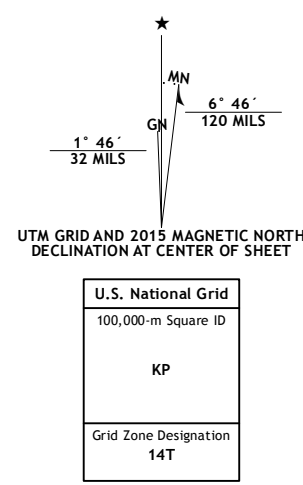 ★
MN
GN
6° 46´
120 MILS
1° 46´
32 MILS
UTM GRID AND 2015 MAGNETIC NORTH
DECLINATION AT CENTER OF SHEET
U.S. National Grid
100,000-m Square ID
KP
Grid Zone Designation
14T